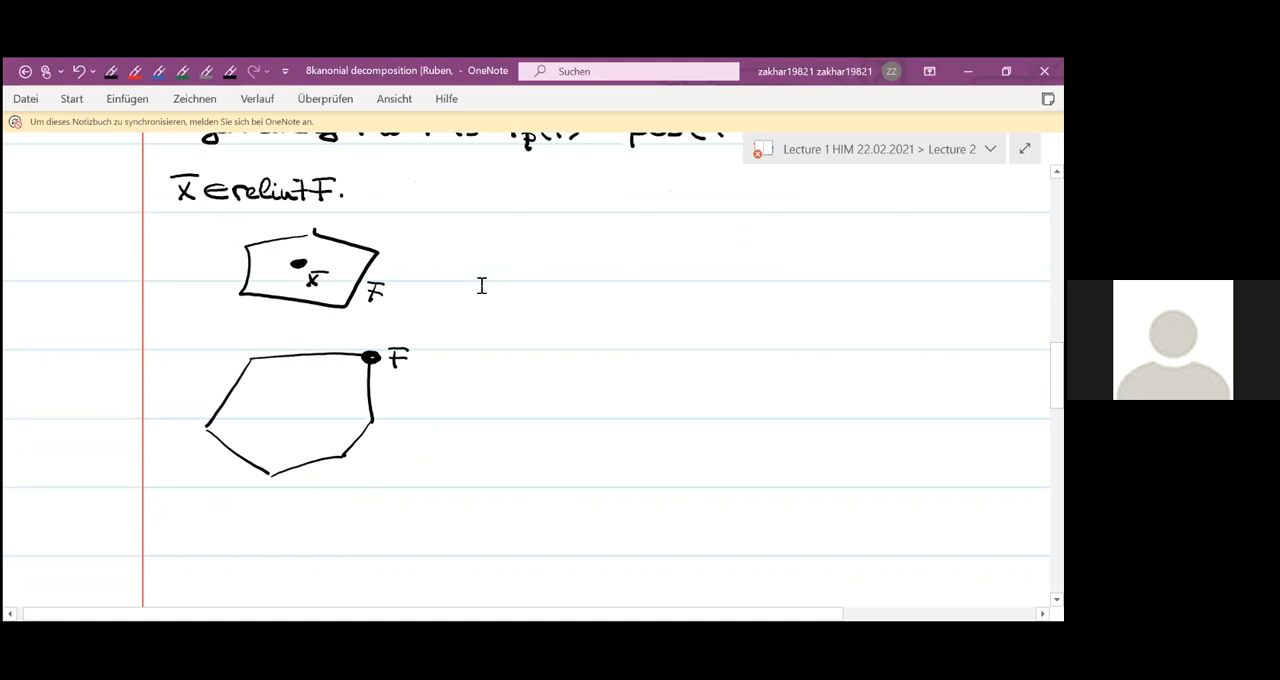 8kanonial decomposition [Ruben, - OneNote
Suchen
zakhar19821 zakhar19821
ZZ
Datei Start Einfügen Zeichnen Verlauf Überprüfen Ansicht Hilfe
Um dieses Notizbuch zu synchronisieren, melden Sie sich bei OneNote an.
Lecture 1 HIM 22.02.2021 > Lecture 2
x̄ ∈ relint F.
x̄
F
F